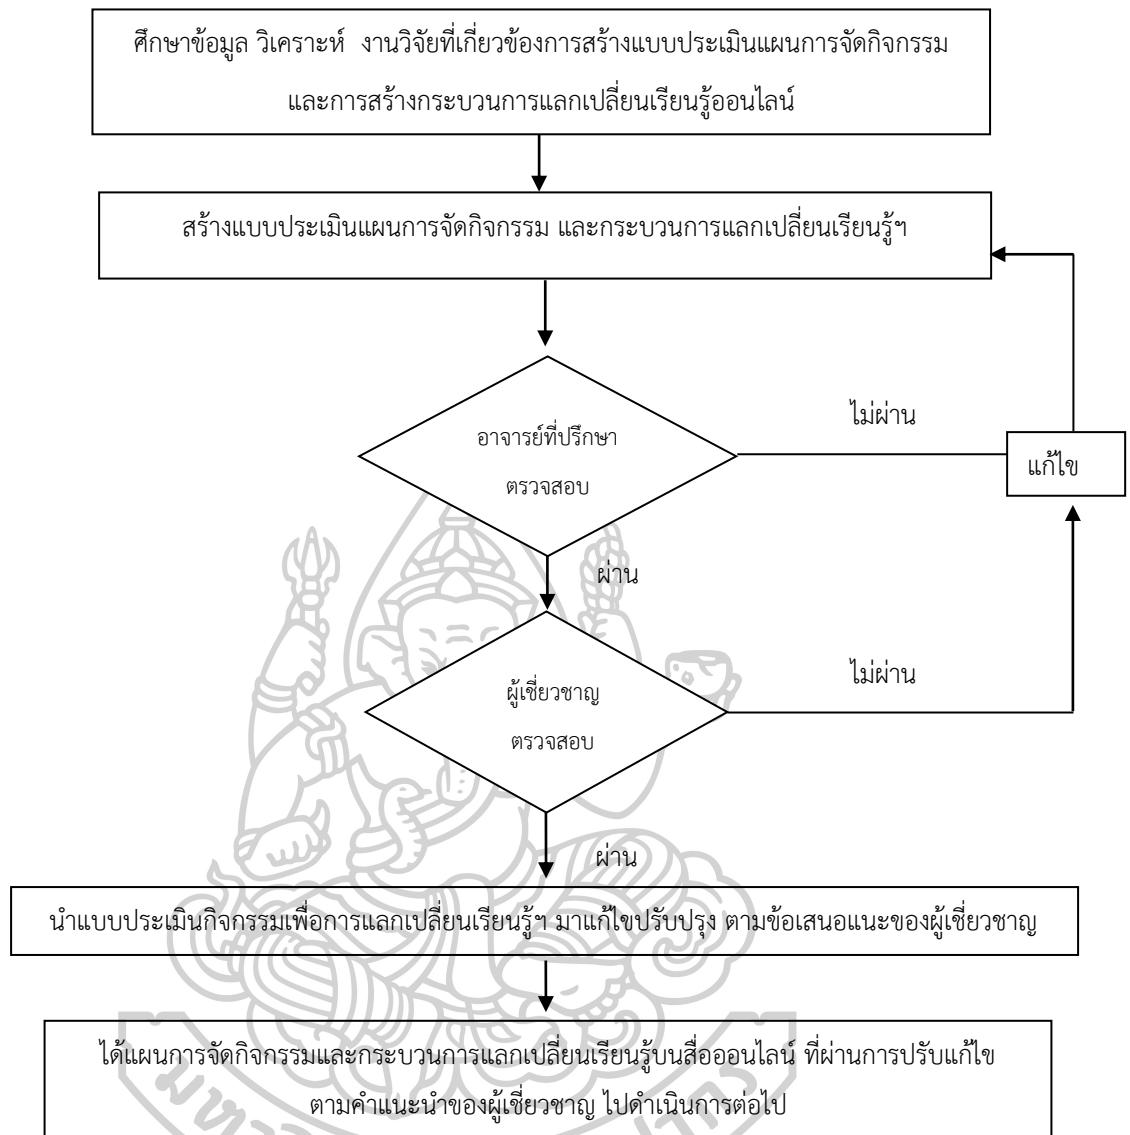 ศึกษาข้อมูล วิเคราะห์ งานวิจัยที่เกี่ยวข้องการสร้างแบบประเมินแผนการจัดกิจกรรม
และการสร้างกระบวนการแลกเปลี่ยนเรียนรู้ออนไลน์
สร้างแบบประเมินแผนการจัดกิจกรรม และกระบวนการแลกเปลี่ยนเรียนรู้ฯ
ไม่ผ่าน
อาจารย์ที่ปรึกษา
ตรวจสอบ
แก้ไข
ผ่าน
ไม่ผ่าน
ผู้เชี่ยวชาญ
ตรวจสอบ
ผ่าน
นำแบบประเมินกิจกรรมเพื่อการแลกเปลี่ยนเรียนรู้ฯ มาแก้ไขปรับปรุง ตามข้อเสนอแนะของผู้เชี่ยวชาญ
ได้แผนการจัดกิจกรรมและกระบวนการแลกเปลี่ยนเรียนรู้บนสื่อออนไลน์ ที่ผ่านการปรับแก้ไข
ตามคำแนะนำของผู้เชี่ยวชาญ ไปดำเนินการต่อไป